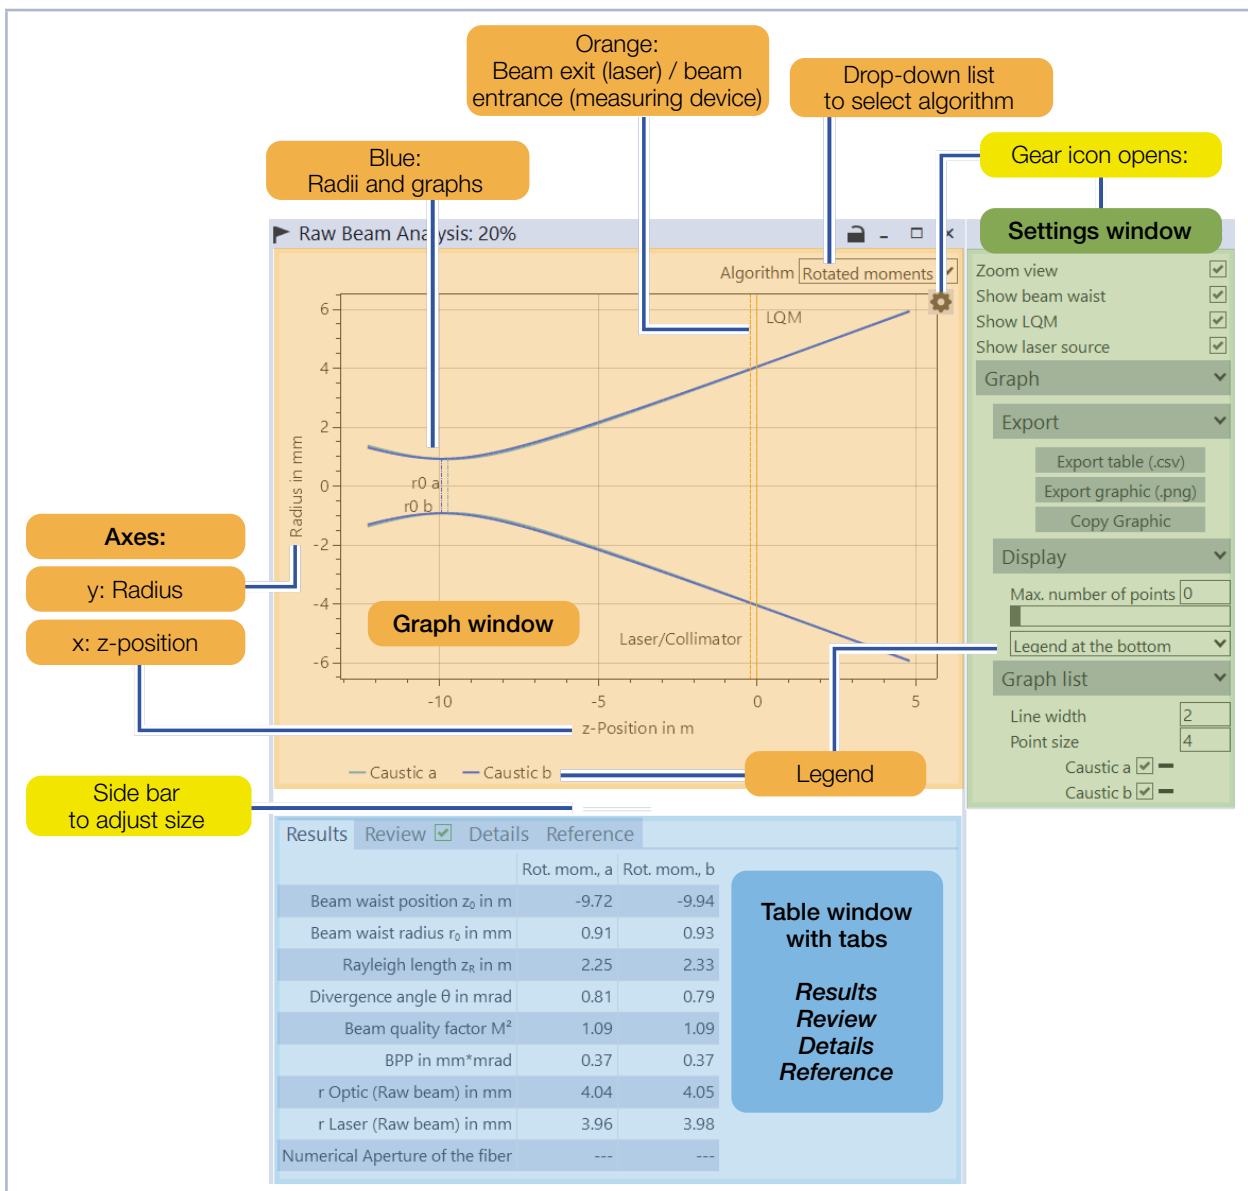 Orange:
Beam exit (laser) / beam
entrance (measuring device)
Drop-down list
to select algorithm
Blue:
Radii and graphs
Gear icon opens:
Settings window
Raw Beam Analysis: 20%
Algorithm Rotated moments
6
4
2
0
-2
-4
-6
Radius in mm
LQM
r0 a
r0 b
Graph window
Laser/Collimator
-10
-5
0
5
z-Position in m
Caustic a
Caustic b
Axes:
y: Radius
x: z-position
Legend
Side bar
to adjust size
Zoom view
Show beam waist
Show LQM
Show laser source
Graph
Export
Export table (.csv)
Export graphic (.png)
Copy Graphic
Display
Max. number of points 0
Legend at the bottom
Graph list
Line width 2
Point size 4
Caustic a
Caustic b
Results Review Details Reference
Rot. mom., a Rot. mom., b
Beam waist position z₀ in m -9.72 -9.94
Beam waist radius r₀ in mm 0.91 0.93
Rayleigh length zR in m 2.25 2.33
Divergence angle θ in mrad 0.81 0.79
Beam quality factor M² 1.09 1.09
BPP in mm*mrad 0.37 0.37
r Optic (Raw beam) in mm 4.04 4.05
r Laser (Raw beam) in mm 3.96 3.98
Numerical Aperture of the fiber --- ---
Table window
with tabs
Results
Review
Details
Reference